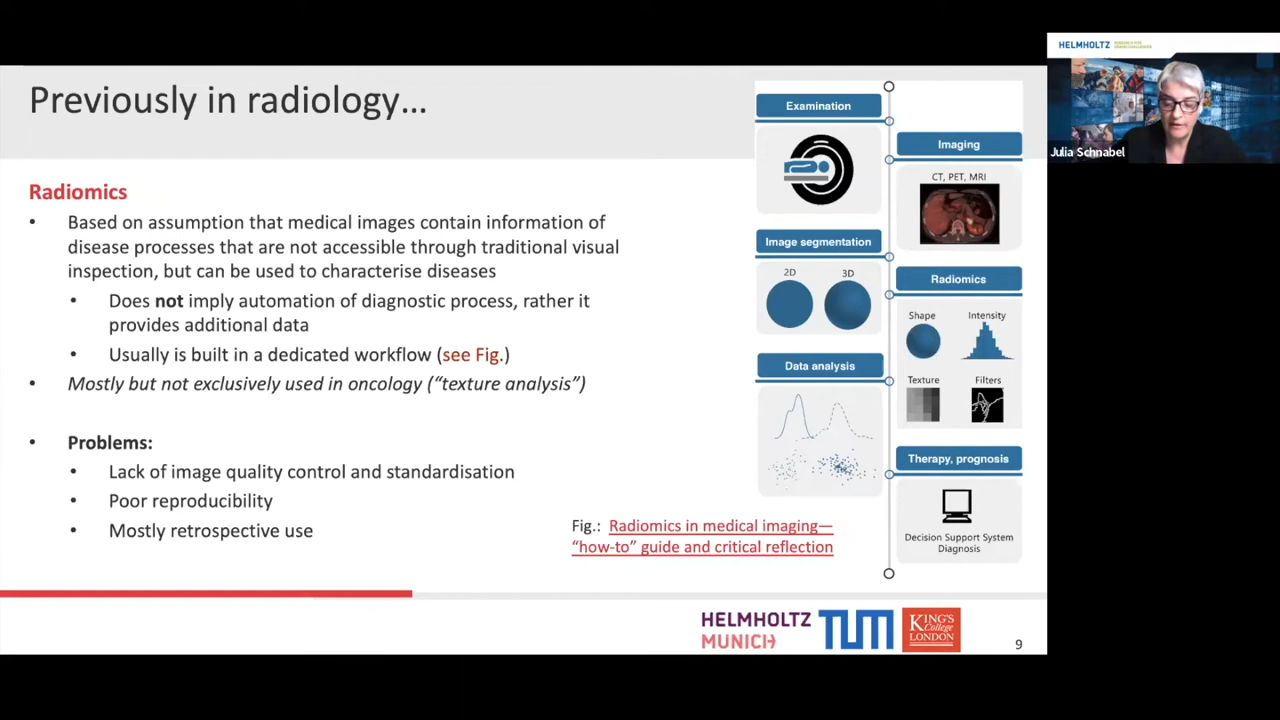 Previously in radiology…
Radiomics
• Based on assumption that medical images contain information of
disease processes that are not accessible through traditional visual
inspection, but can be used to characterise diseases
• Does not imply automation of diagnostic process, rather it
provides additional data
• Usually is built in a dedicated workflow (see Fig.)
• Mostly but not exclusively used in oncology (“texture analysis”)
• Problems:
• Lack of image quality control and standardisation
• Poor reproducibility
• Mostly retrospective use
Examination
Imaging
CT, PET, MRI
Image segmentation
2D 3D
Radiomics
Shape Intensity
Texture Filters
Data analysis
Therapy, prognosis
Decision Support System
Diagnosis
Fig.: Radiomics in medical imaging—
“how-to” guide and critical reflection
HELMHOLTZ
MUNICH
TUM
KING'S
College
LONDON
9
HELMHOLTZ
Julia Schnabel